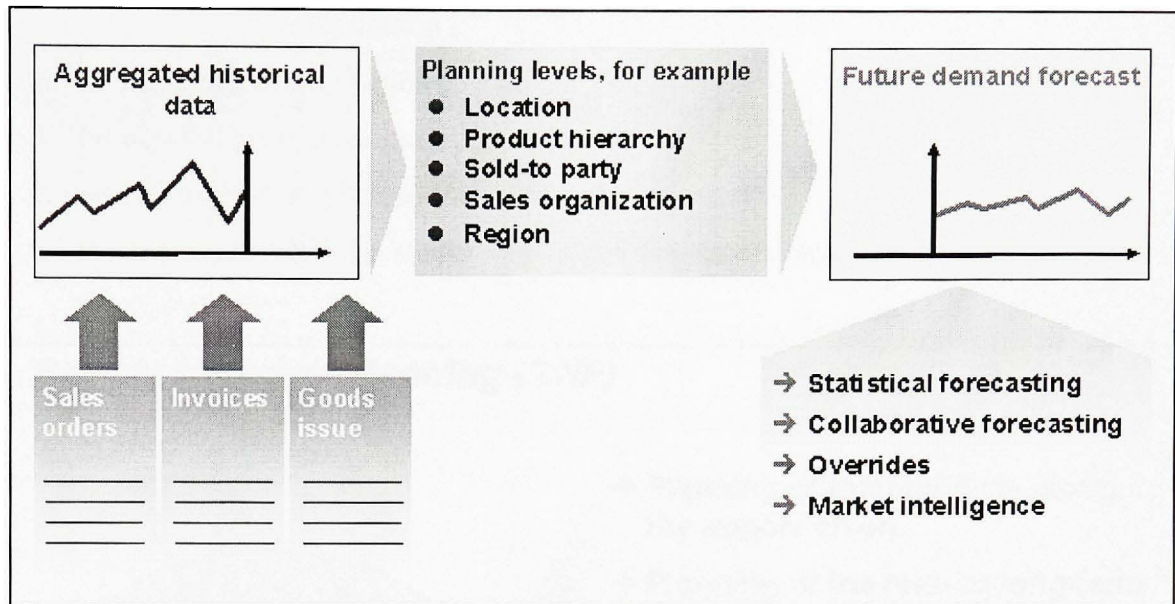 Aggregated historical
data
Planning levels, for example
● Location
● Product hierarchy
● Sold-to party
● Sales organization
● Region
Future demand forecast
Sales
orders
Invoices
Goods
issue
→ Statistical forecasting
→ Collaborative forecasting
→ Overrides
→ Market intelligence